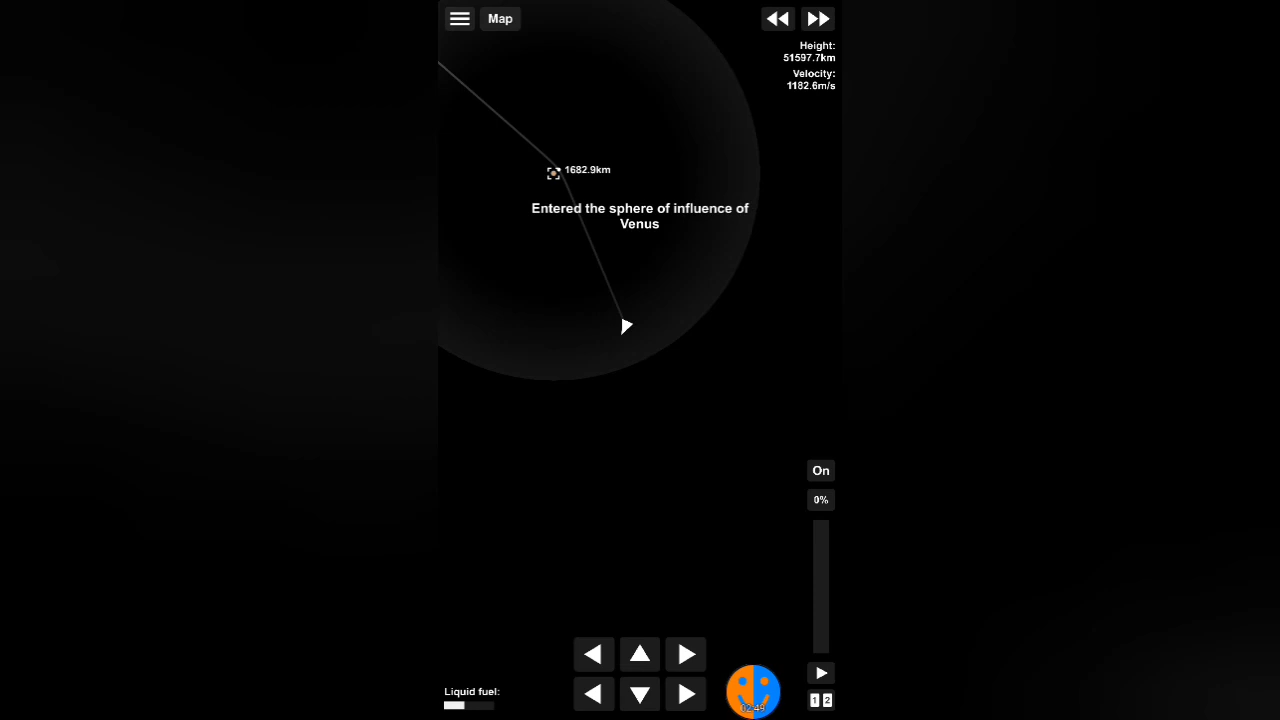 Map
Height:
51597.7km
Velocity:
1182.6m/s
1682.9km
Entered the sphere of influence of
Venus
On
0%
Liquid fuel:
1 2